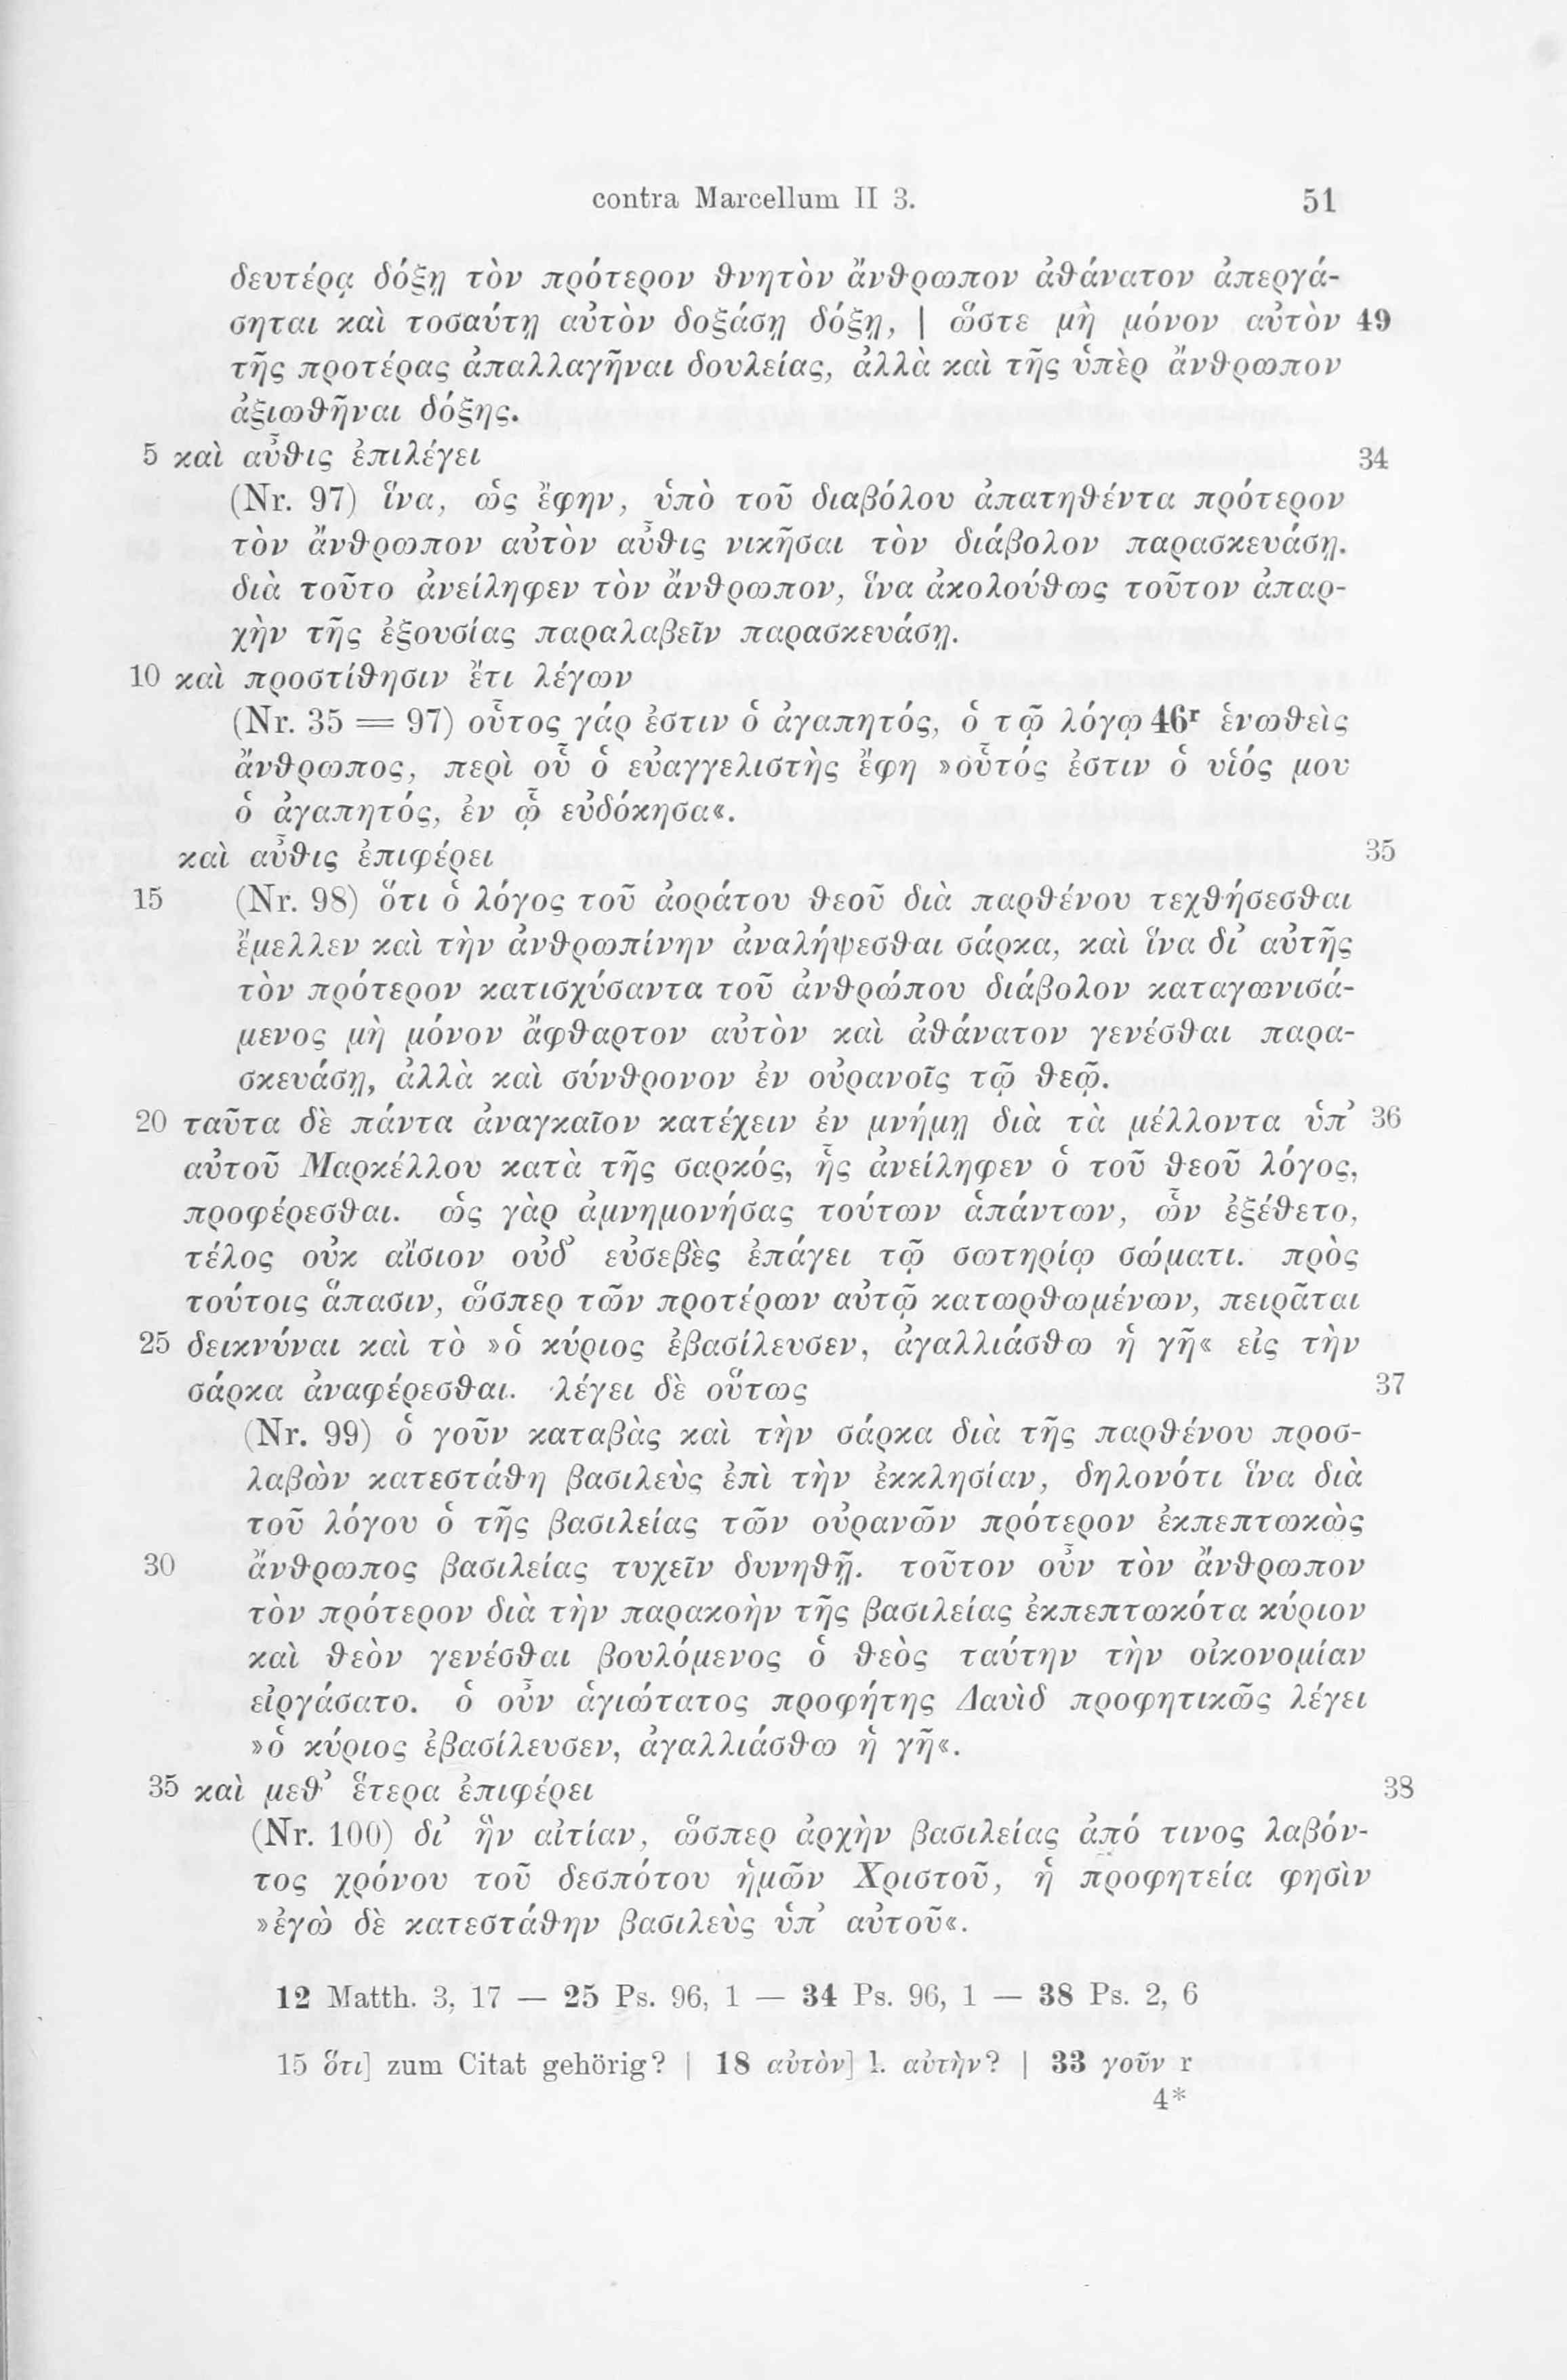 contra Marcellum II 3. 51
δευτέρᾳ δόξῃ τὸν πρότερον θνητὸν ἄνθρωπον ἀθάνατον ἀπεργά-
σηται καὶ τοσαύτῃ αὐτὸν δοξάσῃ δόξῃ, | ὥστε μὴ μόνον αὐτὸν 49
τῆς προτέρας ἀπαλλαγῆναι δουλείας, ἀλλὰ καὶ τῆς ὑπὲρ ἄνθρωπον
ἀξιωθῆναι δόξης.
5 καὶ αὖθις ἐπιλέγει 34
(Nr. 97) ἵνα, ὡς ἔφην, ὑπὸ τοῦ διαβόλου ἀπατηθέντα πρότερον
τὸν ἄνθρωπον αὐτὸν αὖθις νικῆσαι τὸν διάβολον παρασκευάσῃ.
διὰ τοῦτο ἀνείληφεν τὸν ἄνθρωπον, ἵνα ἀκολούθως τοῦτον ἀπαρ-
χὴν τῆς ἐξουσίας παραλαβεῖν παρασκευάσῃ.
10 καὶ προστίθησιν ἔτι λέγων
(Nr. 35 = 97) οὗτος γάρ ἐστιν ὁ ἀγαπητός, ὁ τῷ λόγῳ 46ʳ ἑνωθεὶς
ἄνθρωπος, περὶ οὗ ὁ εὐαγγελιστὴς ἔφη »οὗτός ἐστιν ὁ υἱός μου
ὁ ἀγαπητός, ἐν ᾧ εὐδόκησα«.
καὶ αὖθις ἐπιφέρει 35
15 (Nr. 98) ὅτι ὁ λόγος τοῦ ἀοράτου θεοῦ διὰ παρθένου τεχθήσεσθαι
ἔμελλεν καὶ τὴν ἀνθρωπίνην ἀναλήψεσθαι σάρκα, καὶ ἵνα δι᾽ αὐτῆς
τὸν πρότερον κατισχύσαντα τοῦ ἀνθρώπου διάβολον καταγωνισά-
μενος μὴ μόνον ἄφθαρτον αὐτὸν καὶ ἀθάνατον γενέσθαι παρα-
σκευάσῃ, ἀλλὰ καὶ σύνθρονον ἐν οὐρανοῖς τῷ θεῷ.
20 ταῦτα δὲ πάντα ἀναγκαῖον κατέχειν ἐν μνήμῃ διὰ τὰ μέλλοντα ὑπ᾽ 36
αὐτοῦ Μαρκέλλου κατὰ τῆς σαρκός, ἧς ἀνείληφεν ὁ τοῦ θεοῦ λόγος,
προφέρεσθαι. ὡς γὰρ ἀμνημονήσας τούτων ἁπάντων, ὧν ἐξέθετο,
τέλος οὐκ αἴσιον οὐδ᾽ εὐσεβὲς ἐπάγει τῷ σωτηρίῳ σώματι. πρὸς
τούτοις ἅπασιν, ὥσπερ τῶν προτέρων αὐτῷ κατωρθωμένων, πειρᾶται
25 δεικνύναι καὶ τὸ »ὁ κύριος ἐβασίλευσεν, ἀγαλλιάσθω ἡ γῆ« εἰς τὴν
σάρκα ἀναφέρεσθαι. λέγει δὲ οὕτως 37
(Nr. 99) ὁ γοῦν καταβὰς καὶ τὴν σάρκα διὰ τῆς παρθένου προσ-
λαβὼν κατεστάθη βασιλεὺς ἐπὶ τὴν ἐκκλησίαν, δηλονότι ἵνα διὰ
τοῦ λόγου ὁ τῆς βασιλείας τῶν οὐρανῶν πρότερον ἐκπεπτωκὼς
30 ἄνθρωπος βασιλείας τυχεῖν δυνηθῇ. τοῦτον οὖν τὸν ἄνθρωπον
τὸν πρότερον διὰ τὴν παρακοὴν τῆς βασιλείας ἐκπεπτωκότα κύριον
καὶ θεὸν γενέσθαι βουλόμενος ὁ θεὸς ταύτην τὴν οἰκονομίαν
εἰργάσατο. ὁ οὖν ἁγιώτατος προφήτης Δαυὶδ προφητικῶς λέγει
»ὁ κύριος ἐβασίλευσεν, ἀγαλλιάσθω ἡ γῆ«.
35 καὶ μεθ᾽ ἕτερα ἐπιφέρει 38
(Nr. 100) δι᾽ ἣν αἰτίαν, ὥσπερ ἀρχὴν βασιλείας ἀπό τινος λαβόν-
τος χρόνου τοῦ δεσπότου ἡμῶν Χριστοῦ, ἡ προφητεία φησὶν
»ἐγὼ δὲ κατεστάθην βασιλεὺς ὑπ᾽ αὐτοῦ«.
12 Matth. 3, 17 — 25 Ps. 96, 1 — 34 Ps. 96, 1 — 38 Ps. 2, 6
15 ὅτι] zum Citat gehörig? | 18 αὐτὸν] l. αὐτὴν? | 33 γοῦν r
4*